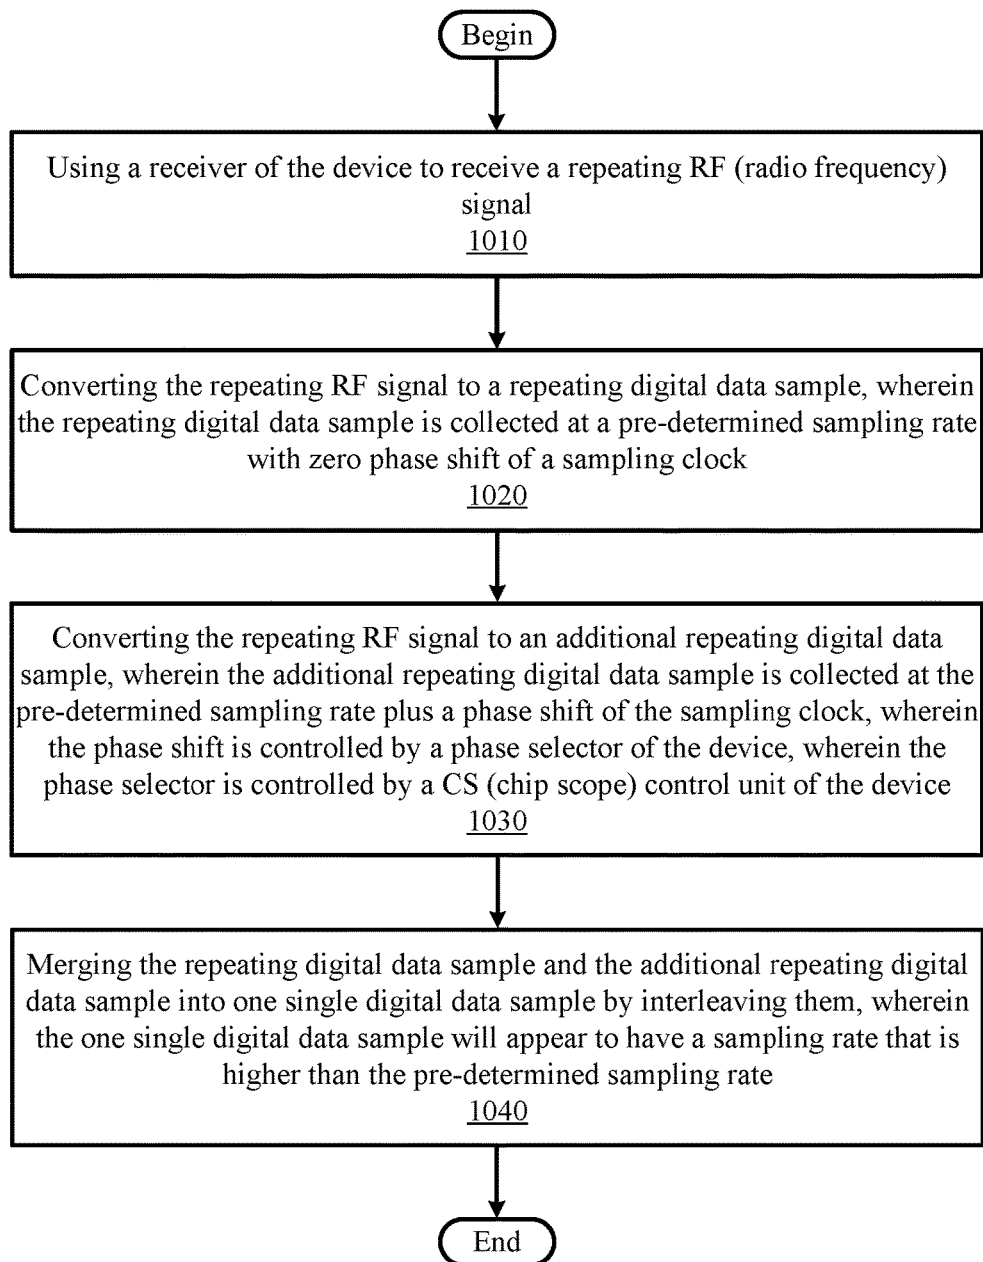 Begin
Using a receiver of the device to receive a repeating RF (radio frequency)
signal
1010
Converting the repeating RF signal to a repeating digital data sample, wherein
the repeating digital data sample is collected at a pre-determined sampling rate
with zero phase shift of a sampling clock
1020
Converting the repeating RF signal to an additional repeating digital data
sample, wherein the additional repeating digital data sample is collected at the
pre-determined sampling rate plus a phase shift of the sampling clock, wherein
the phase shift is controlled by a phase selector of the device, wherein the
phase selector is controlled by a CS (chip scope) control unit of the device
1030
Merging the repeating digital data sample and the additional repeating digital
data sample into one single digital data sample by interleaving them, wherein
the one single digital data sample will appear to have a sampling rate that is
higher than the pre-determined sampling rate
1040
End